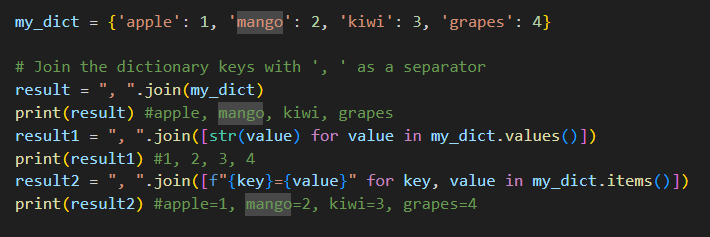 my_dict = {'apple': 1, 'mango': 2, 'kiwi': 3, 'grapes': 4}
# Join the dictionary keys with ', ' as a separator
result = ", ".join(my_dict)
print(result) #apple, mango, kiwi, grapes
result1 = ", ".join([str(value) for value in my_dict.values()])
print(result1) #1, 2, 3, 4
result2 = ", ".join([f"{key}={value}" for key, value in my_dict.items()])
print(result2) #apple=1, mango=2, kiwi=3, grapes=4